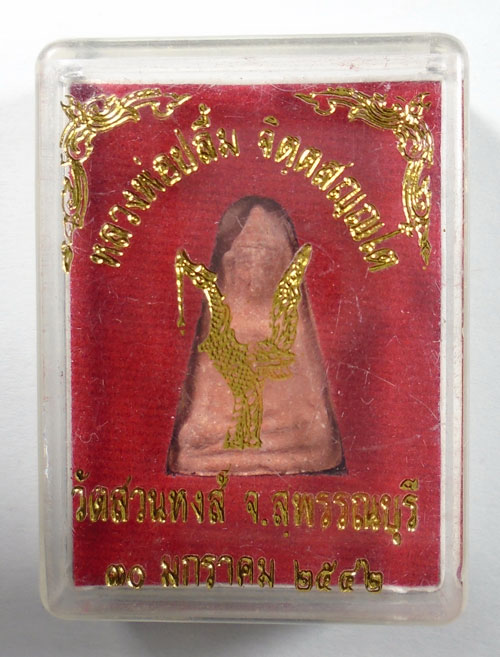 หลวงพ่อปลื้ม จิตฺตสญฺญโต
วัดสวนหงส์ จ.สุพรรณบุรี
๓๐ มกราคม ๒๕๔๒